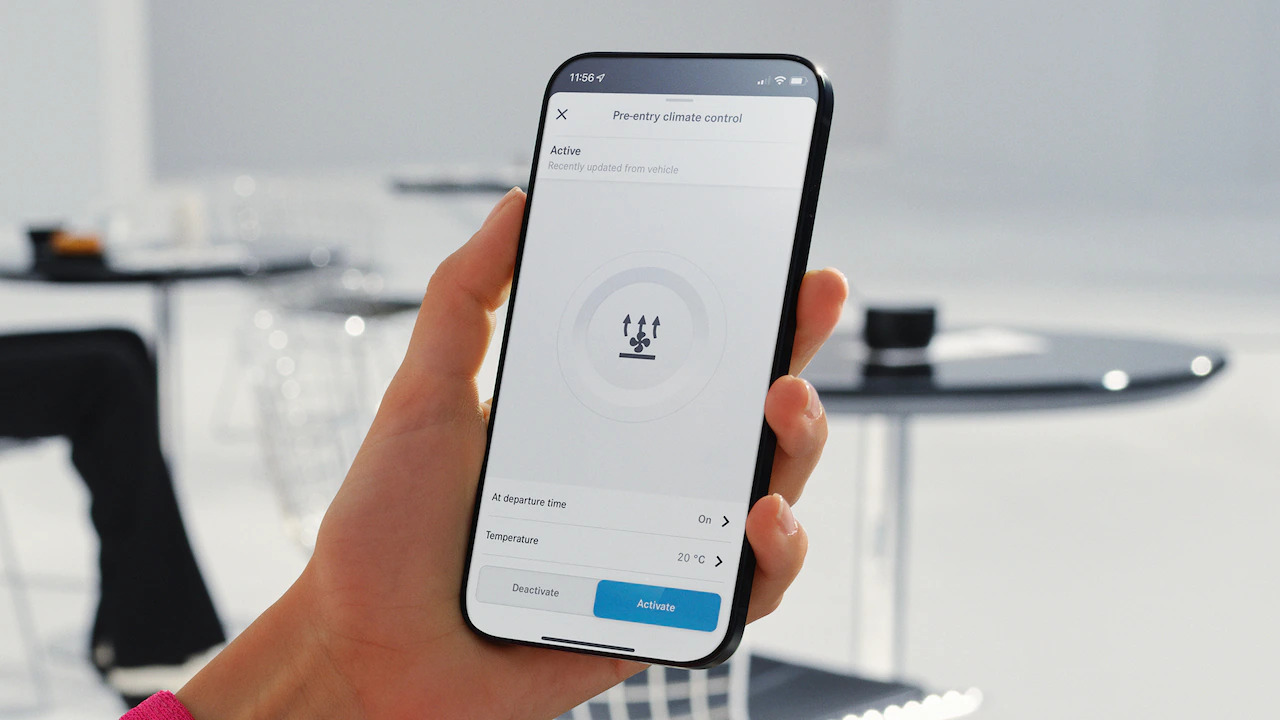 11:56
Pre-entry climate control
Active
Recently updated from vehicle
At departure time
On
Temperature
20 °C
Deactivate
Activate